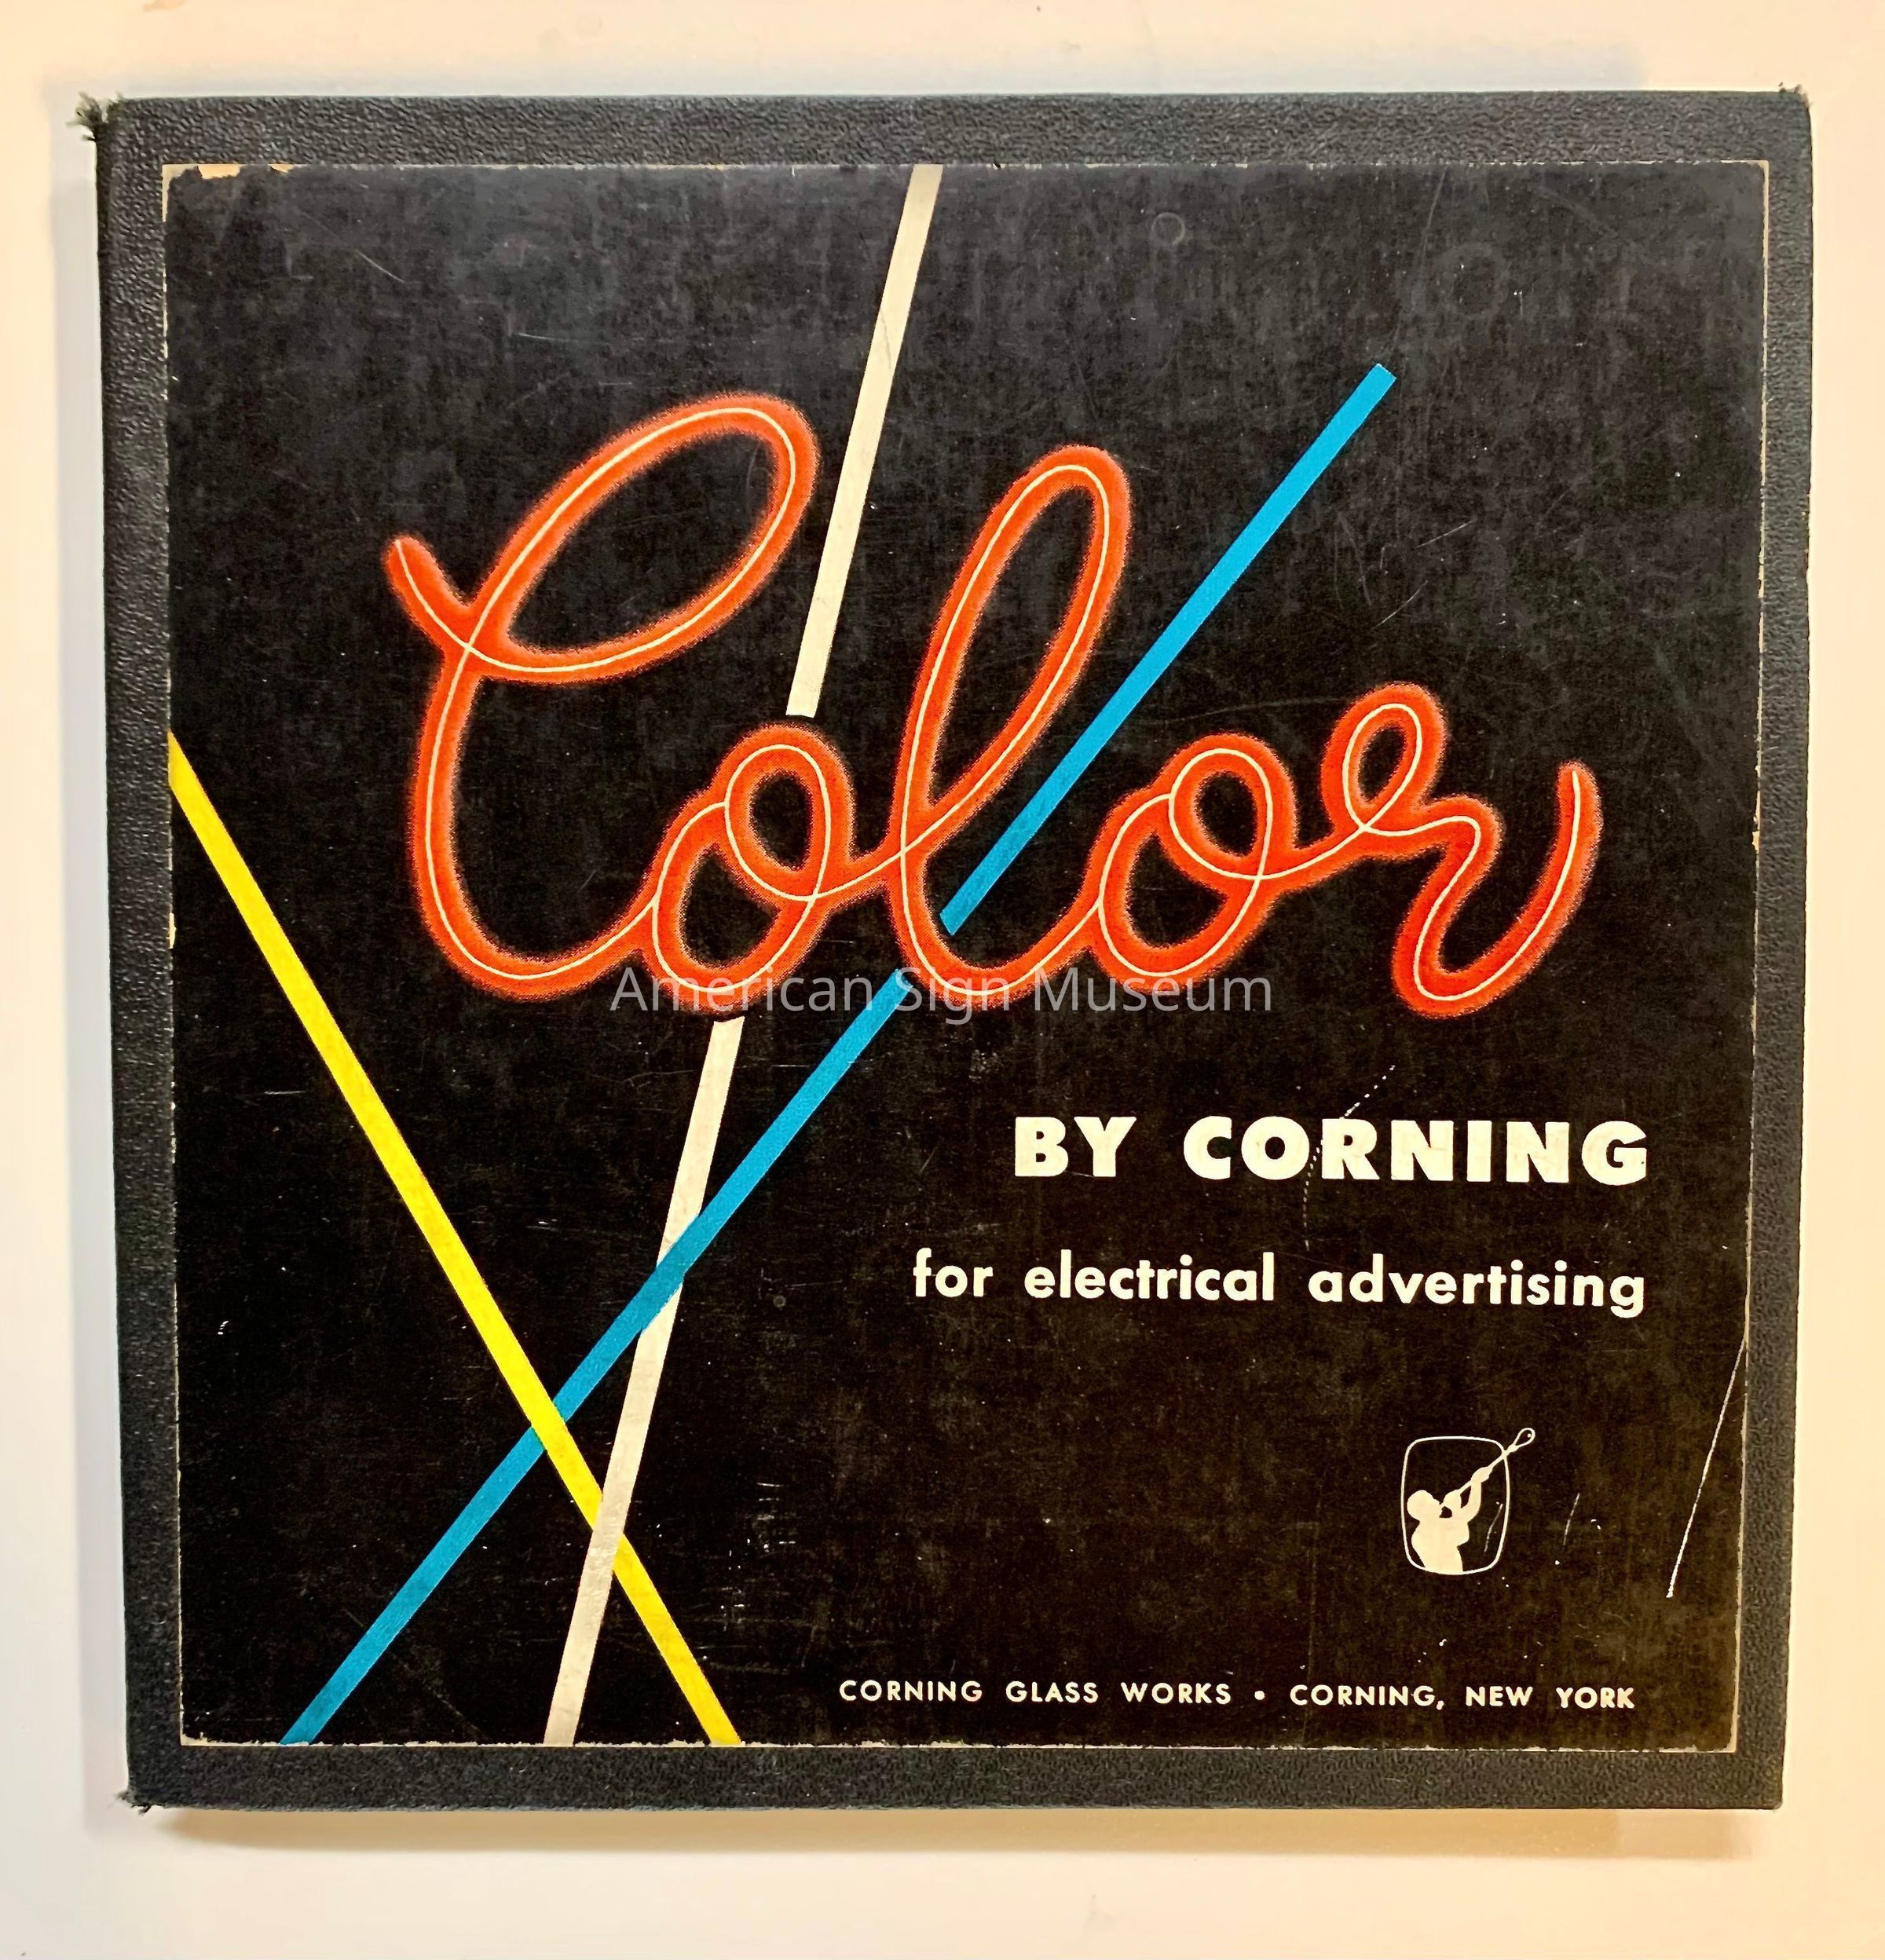 Color
American Sign Museum
BY CORNING
for electrical advertising
CORNING GLASS WORKS • CORNING, NEW YORK